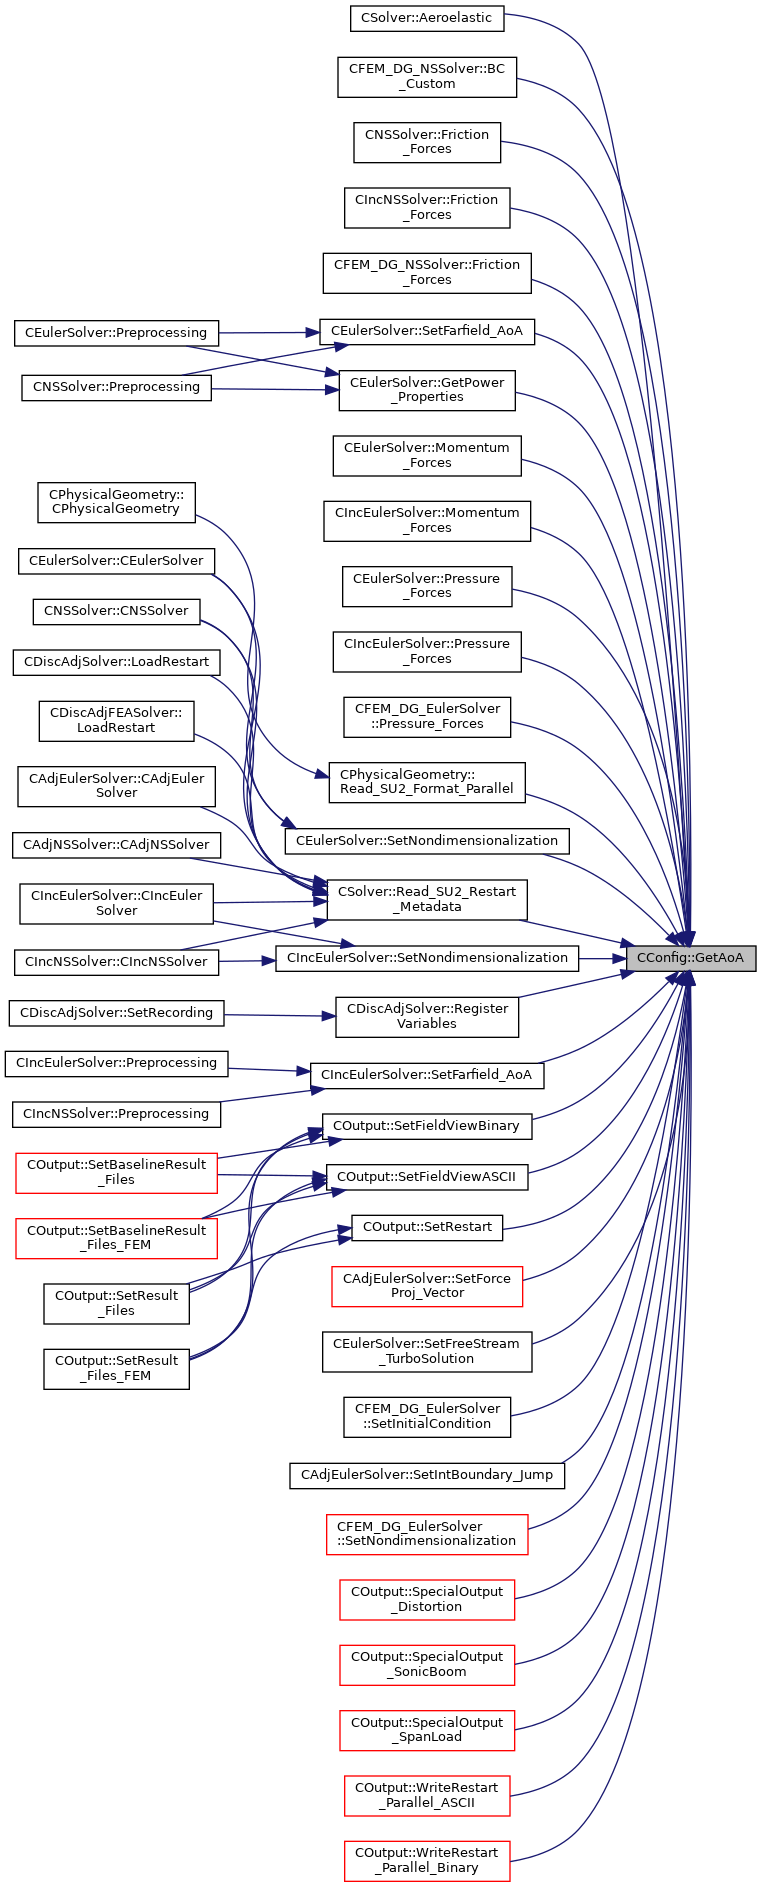 CSolver::Aeroelastic
CFEM_DG_NSSolver::BC
_Custom
CNSSolver::Friction
_Forces
CIncNSSolver::Friction
_Forces
CFEM_DG_NSSolver::Friction
_Forces
CEulerSolver::SetFarfield_AoA
CEulerSolver::Preprocessing
CNSSolver::Preprocessing
CEulerSolver::GetPower
_Properties
CEulerSolver::Momentum
_Forces
CPhysicalGeometry::
CPhysicalGeometry
CIncEulerSolver::Momentum
_Forces
CEulerSolver::CEulerSolver
CEulerSolver::Pressure
_Forces
CNSSolver::CNSSolver
CIncEulerSolver::Pressure
_Forces
CDiscAdjSolver::LoadRestart
CFEM_DG_EulerSolver
::Pressure_Forces
CDiscAdjFEASolver::
LoadRestart
CPhysicalGeometry::
Read_SU2_Format_Parallel
CAdjEulerSolver::CAdjEuler
Solver
CEulerSolver::SetNondimensionalization
CAdjNSSolver::CAdjNSSolver
CSolver::Read_SU2_Restart
_Metadata
CIncEulerSolver::CIncEuler
Solver
CIncEulerSolver::SetNondimensionalization
CConfig::GetAoA
CIncNSSolver::CIncNSSolver
CDiscAdjSolver::Register
Variables
CDiscAdjSolver::SetRecording
CIncEulerSolver::Preprocessing
CIncEulerSolver::SetFarfield_AoA
CIncNSSolver::Preprocessing
COutput::SetFieldViewBinary
COutput::SetBaselineResult
_Files
COutput::SetFieldViewASCII
COutput::SetBaselineResult
_Files_FEM
COutput::SetRestart
COutput::SetResult
_Files
CAdjEulerSolver::SetForce
Proj_Vector
CEulerSolver::SetFreeStream
_TurboSolution
COutput::SetResult
_Files_FEM
CFEM_DG_EulerSolver
::SetInitialCondition
CAdjEulerSolver::SetIntBoundary_Jump
CFEM_DG_EulerSolver
::SetNondimensionalization
COutput::SpecialOutput
_Distortion
COutput::SpecialOutput
_SonicBoom
COutput::SpecialOutput
_SpanLoad
COutput::WriteRestart
_Parallel_ASCII
COutput::WriteRestart
_Parallel_Binary